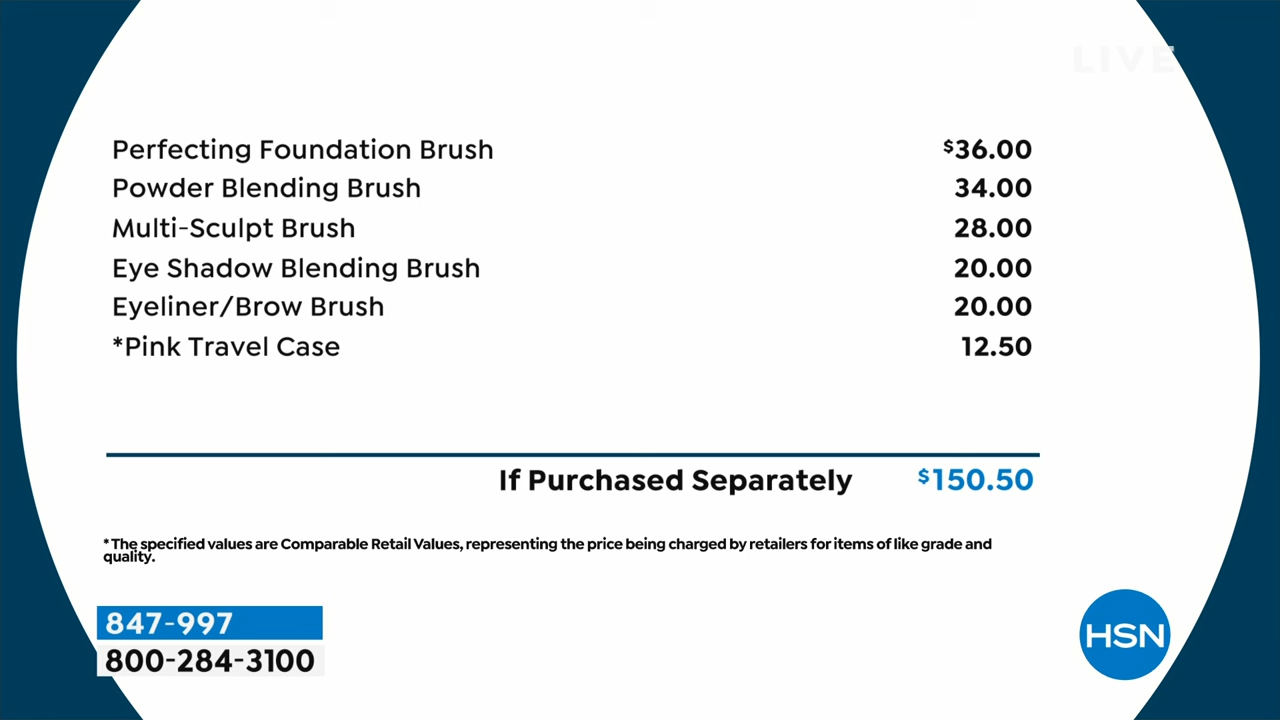 LIVE
Perfecting Foundation Brush $36.00
Powder Blending Brush 34.00
Multi-Sculpt Brush 28.00
Eye Shadow Blending Brush 20.00
Eyeliner/Brow Brush 20.00
*Pink Travel Case 12.50
If Purchased Separately $150.50
*The specified values are Comparable Retail Values, representing the price being charged by retailers for items of like grade and
quality.
847-997
800-284-3100
HSN